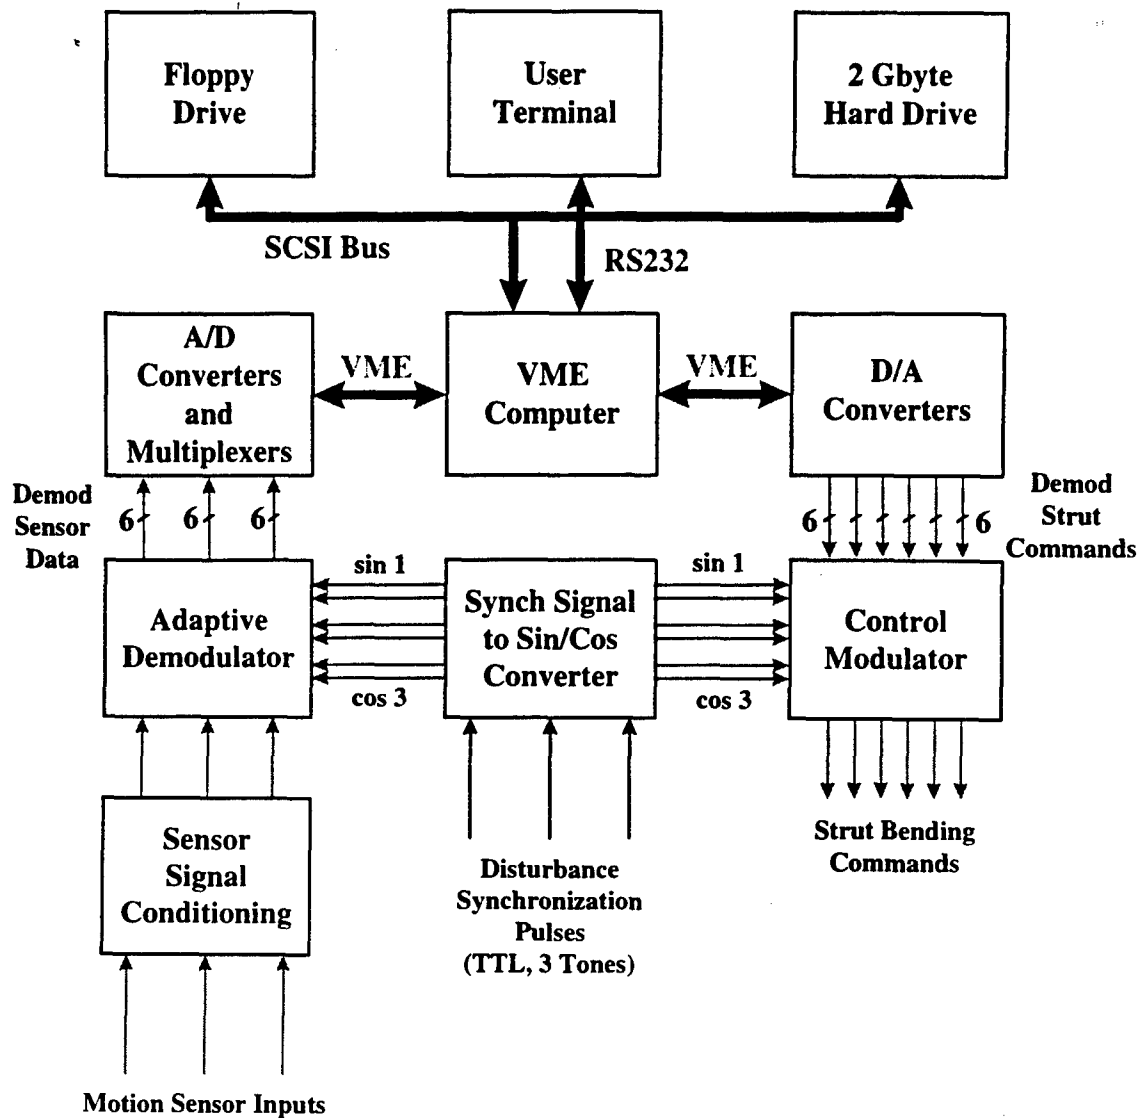 Floppy
Drive
User
Terminal
2 Gbyte
Hard Drive
SCSI Bus
RS232
A/D
Converters
and
Multiplexers
VME
VME
Computer
VME
D/A
Converters
Demod
Sensor
Data
6
6
6
6
6
Demod
Strut
Commands
Adaptive
Demodulator
sin 1
cos 3
Synch Signal
to Sin/Cos
Converter
sin 1
cos 3
Control
Modulator
Sensor
Signal
Conditioning
Disturbance
Synchronization
Pulses
(TTL, 3 Tones)
Strut Bending
Commands
Motion Sensor Inputs